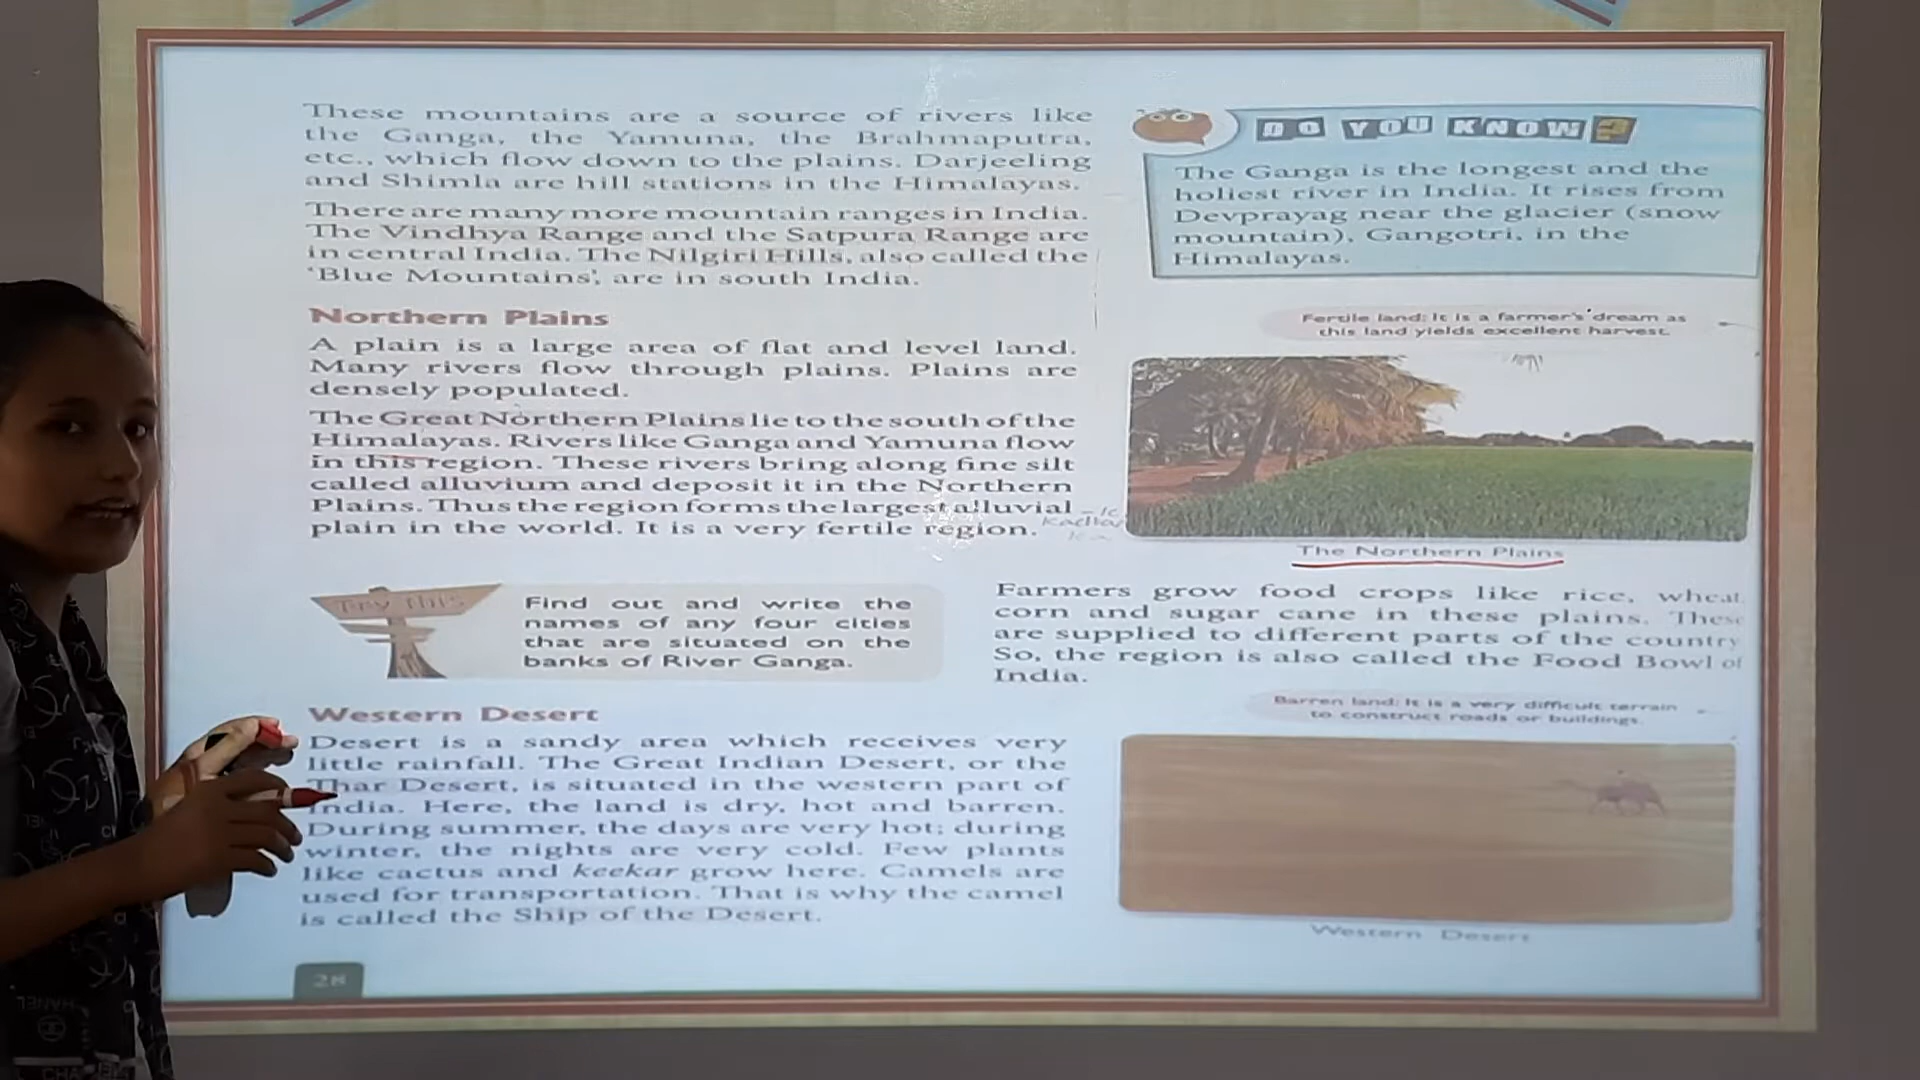 These mountains are a source of rivers like
the Ganga, the Yamuna, the Brahmaputra,
etc., which flow down to the plains. Darjeeling
and Shimla are hill stations in the Himalayas.
There are many more mountain ranges in India.
The Vindhya Range and the Satpura Range are
in central India. The Nilgiri Hills, also called the
'Blue Mountains', are in south India.
DO YOU KNOW?
The Ganga is the longest and the
holiest river in India. It rises from
Devprayag near the glacier (snow
mountain), Gangotri, in the
Himalayas.
Northern Plains
A plain is a large area of flat and level land.
Many rivers flow through plains. Plains are
densely populated.
The Great Northern Plains lie to the south of the
Himalayas. Rivers like Ganga and Yamuna flow
in this region. These rivers bring along fine silt
called alluvium and deposit it in the Northern
Plains. Thus the region forms the largest alluvial
plain in the world. It is a very fertile region.
Fertile land: It is a farmer's dream as
this land yields excellent harvest.
The Northern Plains
Try this
Find out and write the
names of any four cities
that are situated on the
banks of River Ganga.
Farmers grow food crops like rice, wheat
corn and sugar cane in these plains. These
are supplied to different parts of the country
So, the region is also called the Food Bowl of
India.
Western Desert
Desert is a sandy area which receives very
little rainfall. The Great Indian Desert, or the
Thar Desert, is situated in the western part of
India. Here, the land is dry, hot and barren.
During summer, the days are very hot; during
winter, the nights are very cold. Few plants
like cactus and keekar grow here. Camels are
used for transportation. That is why the camel
is called the Ship of the Desert.
Barren land: It is a very difficult terrain
to construct roads or buildings.
Western Desert
28